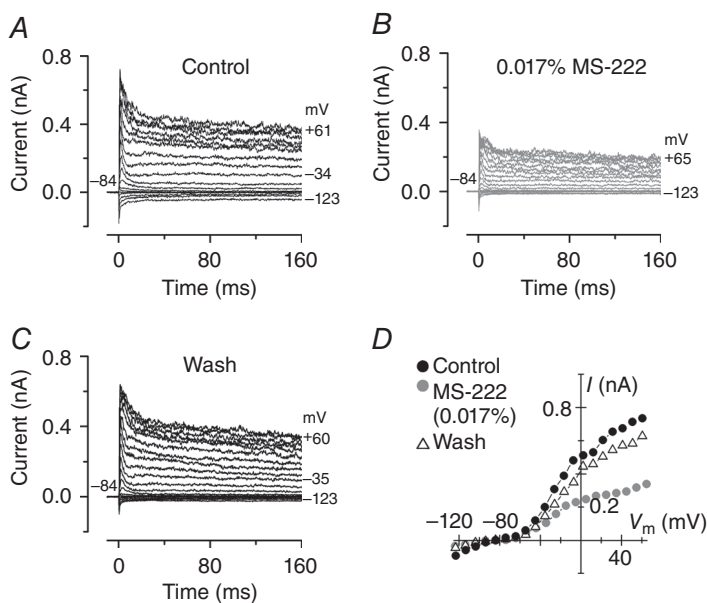 A
Control
Current (nA)
0.8
0.4
0.0
mV
+61
−34
−123
−84
0
80
160
Time (ms)
B
0.017% MS-222
Current (nA)
0.8
0.4
0.0
mV
+65
−123
−84
0
80
160
Time (ms)
C
Wash
Current (nA)
0.8
0.4
0.0
mV
+60
−35
−123
−84
0
80
160
Time (ms)
D
Control
MS-222
(0.017%)
Wash
I (nA)
0.8
0.2
−120
−80
Vm (mV)
40